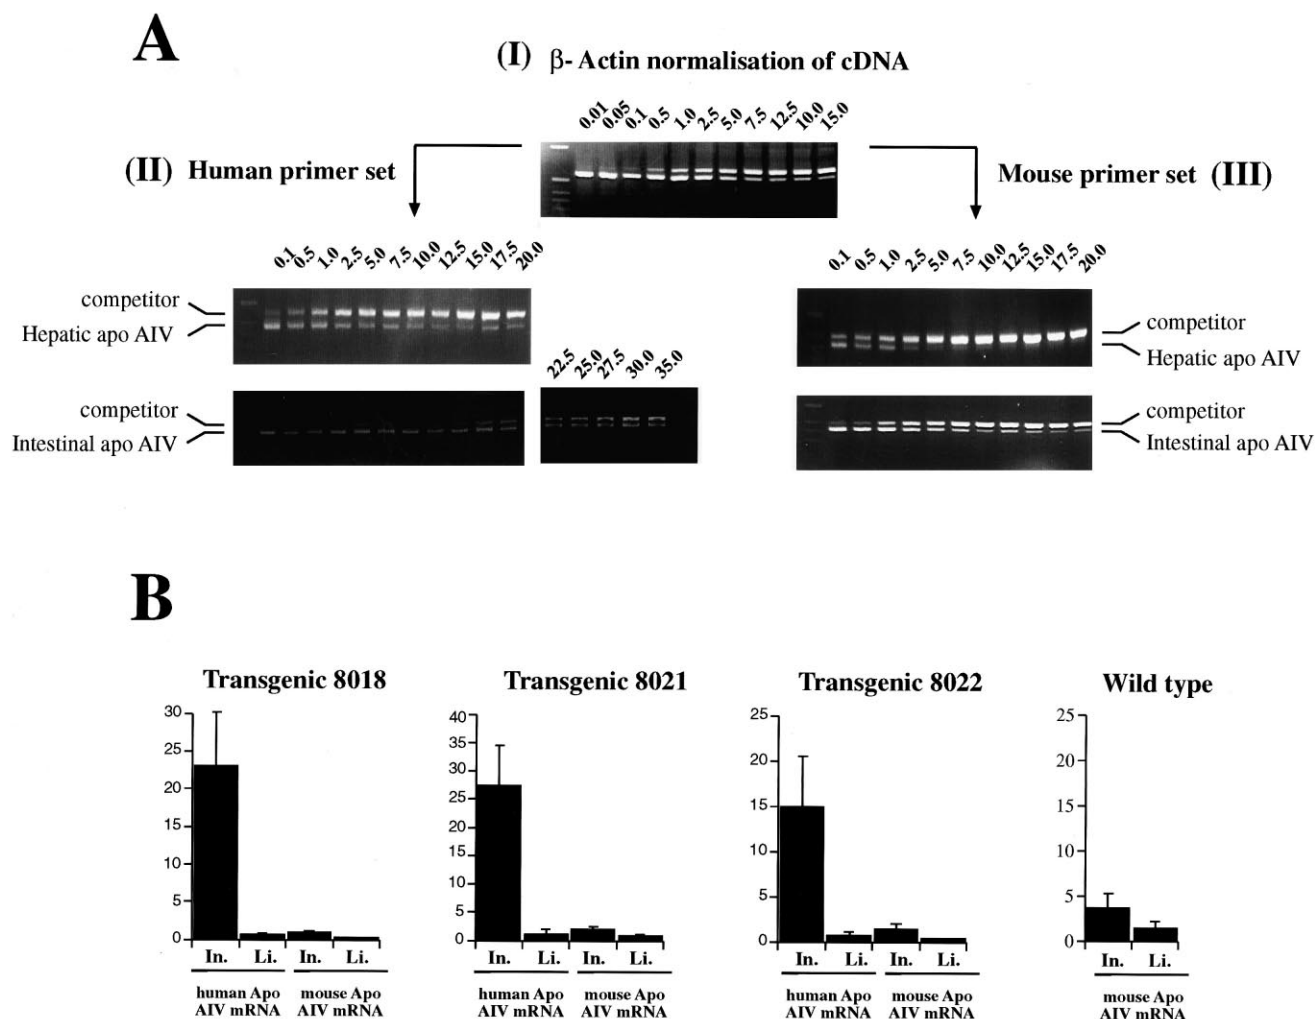 A
(I) β- Actin normalisation of cDNA
0.01 0.05 0.1 0.5 1.0 2.5 5.0 7.5 12.5 10.0 15.0
(II) Human primer set
Mouse primer set (III)
0.1 0.5 1.0 2.5 5.0 7.5 10.0 12.5 15.0 17.5 20.0
0.1 0.5 1.0 2.5 5.0 7.5 10.0 12.5 15.0 17.5 20.0
competitor
Hepatic apo AIV
competitor
Hepatic apo AIV
22.5 25.0 27.5 30.0 35.0
competitor
Intestinal apo AIV
competitor
Intestinal apo AIV
B
Transgenic 8018
30
25
20
15
10
5
0
In. Li. In. Li.
human Apo AIV mRNA
mouse Apo AIV mRNA
Transgenic 8021
40
35
30
25
20
15
10
5
0
In. Li. In. Li.
human Apo AIV mRNA
mouse Apo AIV mRNA
Transgenic 8022
25
20
15
10
5
0
In. Li. In. Li.
human Apo AIV mRNA
mouse Apo AIV mRNA
Wild type
25
20
15
10
5
0
In. Li.
mouse Apo AIV mRNA